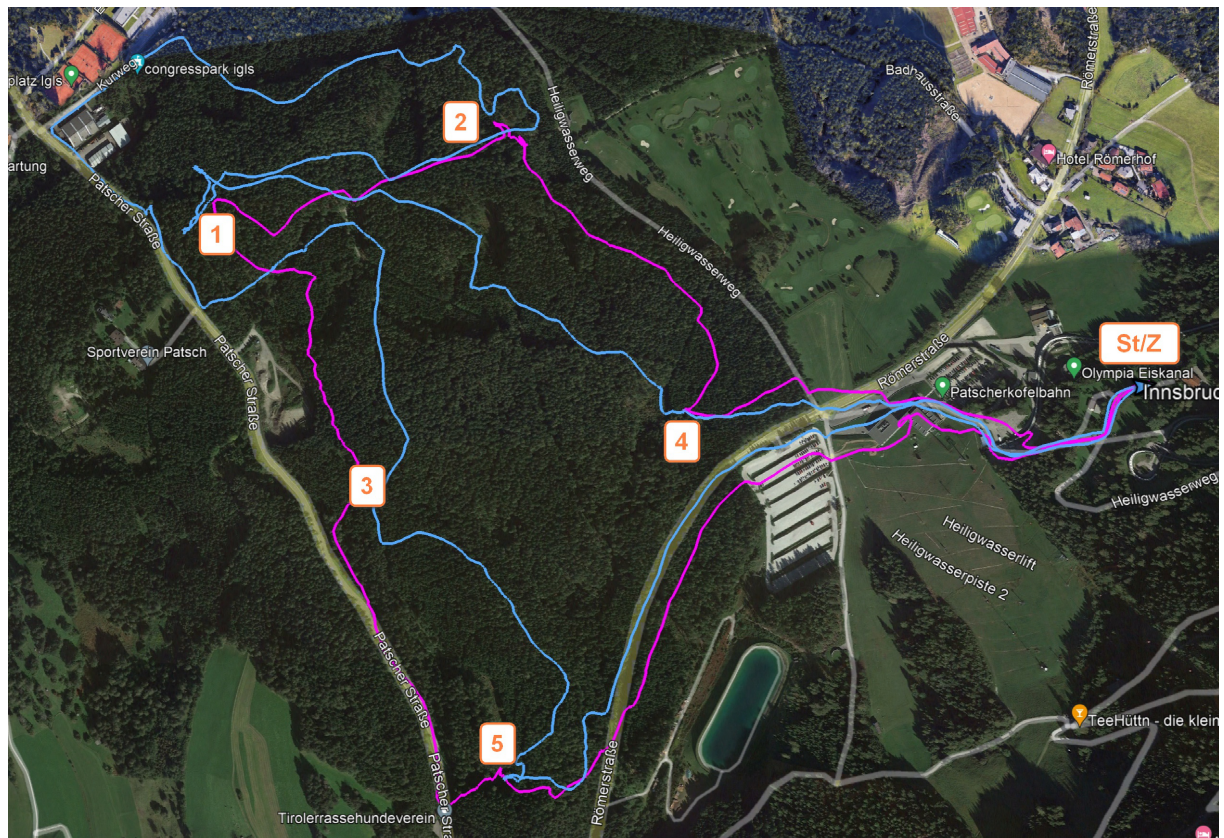 platz Igls
Kurweg
congresspark igls
artung
Patscher Straße
Sportverein Patsch
Patscher Straße
Patscher Straße
Patscher Stra
Tirolerrassehundeverein
Heiligwasserweg
Heiligwasserweg
Badhausstraße
Römerstraße
Hotel Römerhof
Römerstraße
Patscherkofelbahn
Olympia Eiskanal
Innsbruc
Heiligwasserweg
Heiligwasserlift
Heiligwasserpiste 2
TeeHüttn - die klein
Römerstraße
St/Z
1
2
3
4
5